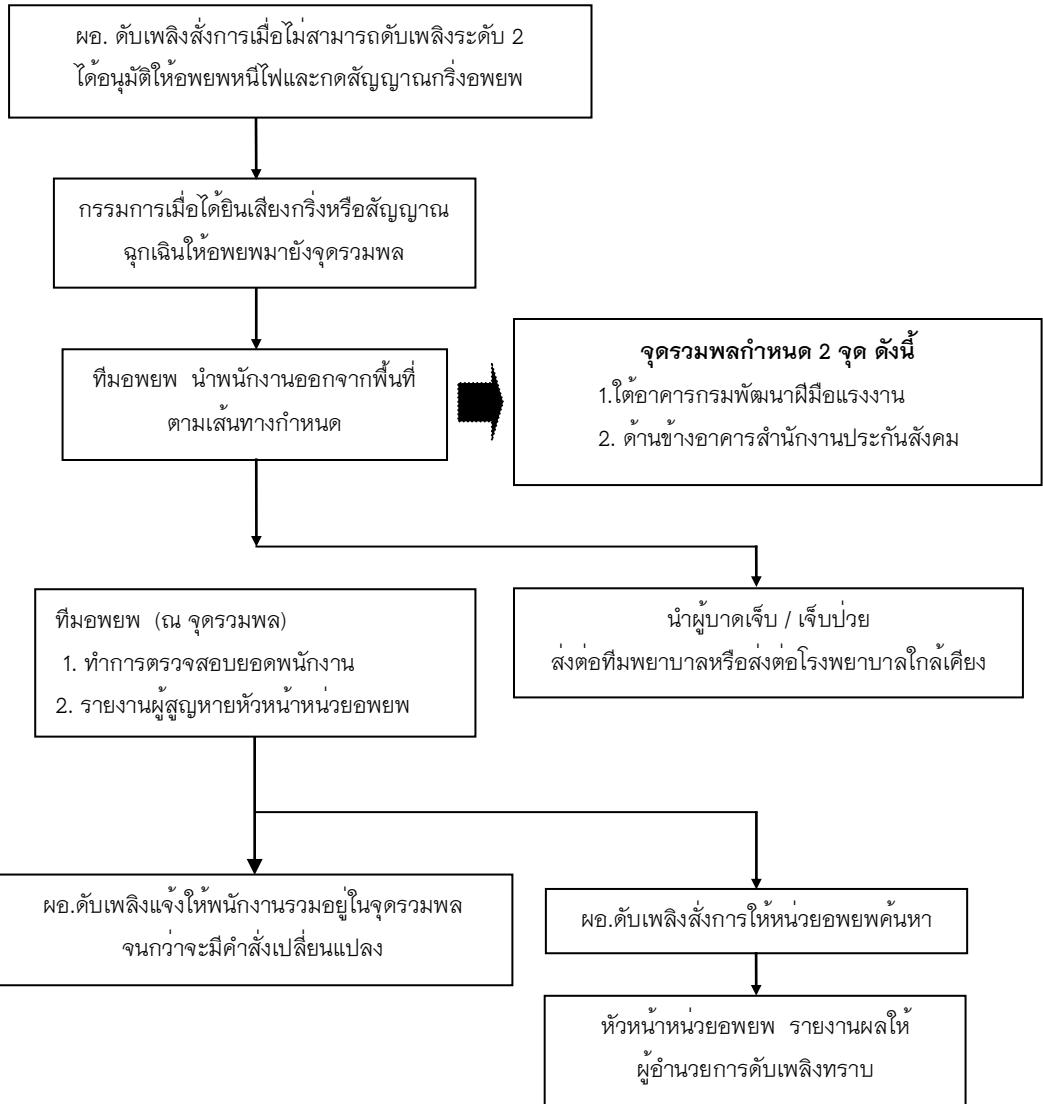 ผอ. ดับเพลิงสั่งการเมื่อไม่สามารถดับเพลิงระดับ 2
ได้อนุมัติให้อพยพหนีไฟและกดสัญญาณกริ่งอพยพ
กรรมการเมื่อได้ยินเสียงกริ่งหรือสัญญาณ
ฉุกเฉินให้อพยพมายังจุดรวมพล
ทีมอพยพ นำพนักงานออกจากพื้นที่
ตามเส้นทางกำหนด
จุดรวมพลกำหนด 2 จุด ดังนี้
1.ใต้อาคารกรมพัฒนาฝีมือแรงงาน
2. ด้านข้างอาคารสำนักงานประกันสังคม
ทีมอพยพ (ณ จุดรวมพล)
1. ทำการตรวจสอบยอดพนักงาน
2. รายงานผู้สูญหายหัวหน้าหน่วยอพยพ
นำผู้บาดเจ็บ / เจ็บป่วย
ส่งต่อทีมพยาบาลหรือส่งต่อโรงพยาบาลใกล้เคียง
ผอ.ดับเพลิงแจ้งให้พนักงานรวมอยู่ในจุดรวมพล
จนกว่าจะมีคำสั่งเปลี่ยนแปลง
ผอ.ดับเพลิงสั่งการให้หน่วยอพยพค้นหา
หัวหน้าหน่วยอพยพ รายงานผลให้
ผู้อำนวยการดับเพลิงทราบ